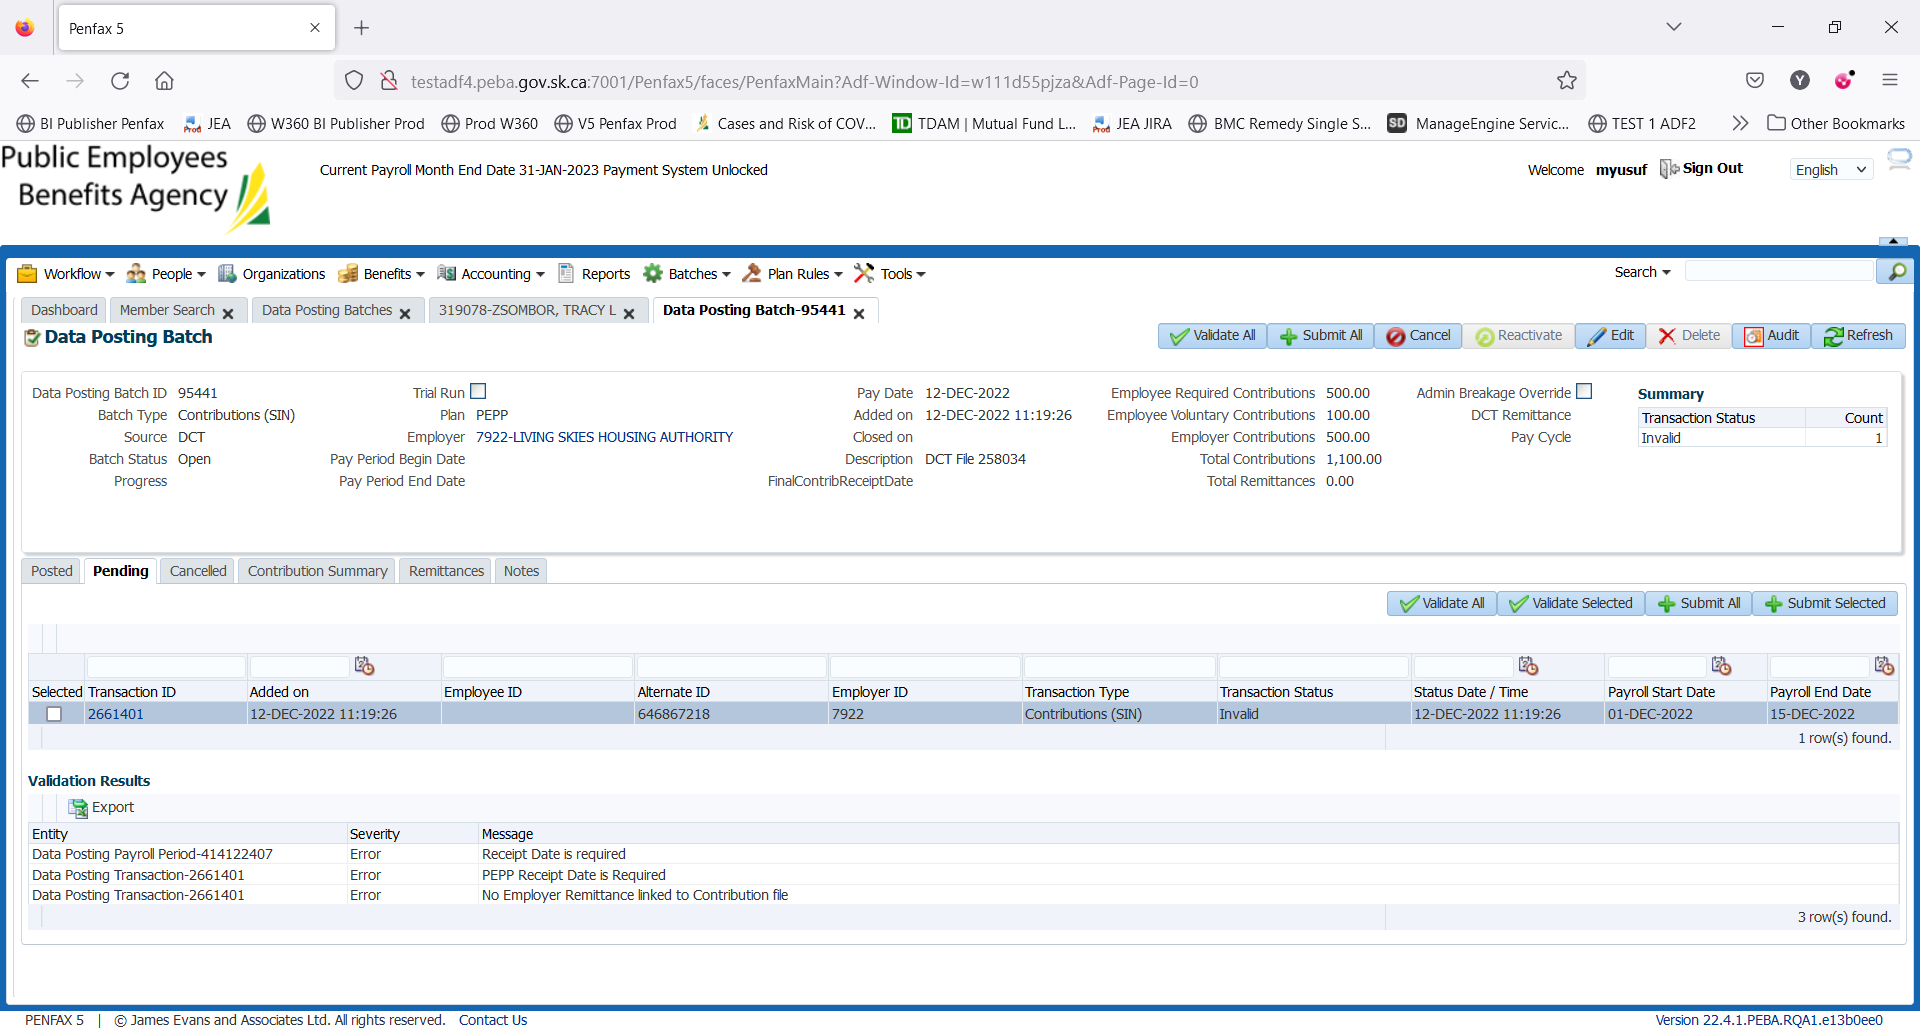 Penfax 5
testadf4.peba.gov.sk.ca:7001/Penfax5/faces/PenfaxMain?Adf-Window-Id=w111d55pjza&Adf-Page-Id=0
Y
BI Publisher Penfax JEA W360 BI Publisher Prod Prod W360 V5 Penfax Prod Cases and Risk of COV... TDAM | Mutual Fund L... JEA JIRA BMC Remedy Single S... SD ManageEngine Servic... TEST 1 ADF2 Other Bookmarks
Public Employees
Benefits Agency
Current Payroll Month End Date 31-JAN-2023 Payment System Unlocked
Welcome myusuf Sign Out English
Workflow People Organizations Benefits Accounting Reports Batches Plan Rules Tools Search
Dashboard Member Search Data Posting Batches 319078-ZSOMBOR, TRACY L Data Posting Batch-95441
Data Posting Batch
Validate All Submit All Cancel Reactivate Edit Delete Audit Refresh
Data Posting Batch ID 95441 Trial Run Pay Date 12-DEC-2022 Employee Required Contributions 500.00 Admin Breakage Override Summary
Batch Type Contributions (SIN) Plan PEPP Added on 12-DEC-2022 11:19:26 Employee Voluntary Contributions 100.00 DCT Remittance Transaction Status Count
Source DCT Employer 7922-LIVING SKIES HOUSING AUTHORITY Closed on Employer Contributions 500.00 Pay Cycle Invalid 1
Batch Status Open Pay Period Begin Date Description DCT File 258034 Total Contributions 1,100.00
Progress Pay Period End Date FinalContribReceiptDate Total Remittances 0.00
Posted Pending Cancelled Contribution Summary Remittances Notes
Validate All Validate Selected Submit All Submit Selected
Selected Transaction ID Added on Employee ID Alternate ID Employer ID Transaction Type Transaction Status Status Date / Time Payroll Start Date Payroll End Date
2661401 12-DEC-2022 11:19:26 646867218 7922 Contributions (SIN) Invalid 12-DEC-2022 11:19:26 01-DEC-2022 15-DEC-2022
1 row(s) found.
Validation Results
Export
Entity Severity Message
Data Posting Payroll Period-414122407 Error Receipt Date is required
Data Posting Transaction-2661401 Error PEPP Receipt Date is Required
Data Posting Transaction-2661401 Error No Employer Remittance linked to Contribution file
3 row(s) found.
PENFAX 5 | © James Evans and Associates Ltd. All rights reserved. Contact Us Version 22.4.1.PEBA.RQA1.e13b0ee0